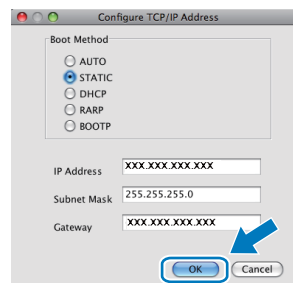 Configure TCP/IP Address
Boot Method
AUTO
STATIC
DHCP
RARP
BOOTP
IP Address XXX.XXX.XXX.XXX
Subnet Mask 255.255.255.0
Gateway XXX.XXX.XXX.XXX
OK Cancel